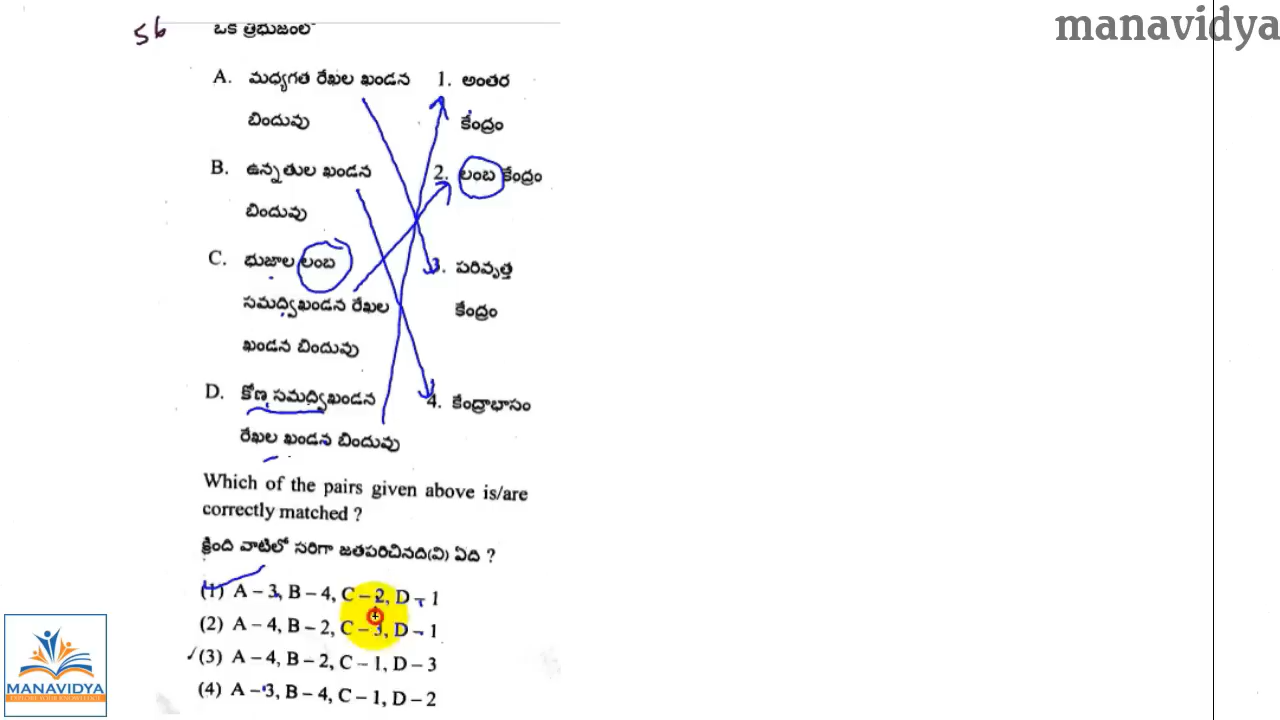 manavidya
56 ఒక త్రిభుజంలో
A. మధ్యగత రేఖల ఖండన 1. అంతర
బిందువు కేంద్రం
B. ఉన్నతుల ఖండన 2. లంబ కేంద్రం
బిందువు
C. భుజాల లంబ 3. పరివృత్త
సమద్విఖండన రేఖల కేంద్రం
ఖండన బిందువు
D. కోణ సమద్విఖండన 4. కేంద్రాభాసం
రేఖల ఖండన బిందువు
Which of the pairs given above is/are
correctly matched ?
క్రింది వాటిలో సరిగా జతపరిచినది(వి) ఏది ?
(1) A – 3, B – 4, C – 2, D – 1
(2) A – 4, B – 2, C – 3, D – 1
(3) A – 4, B – 2, C – 1, D – 3
(4) A – 3, B – 4, C – 1, D – 2
MANAVIDYA